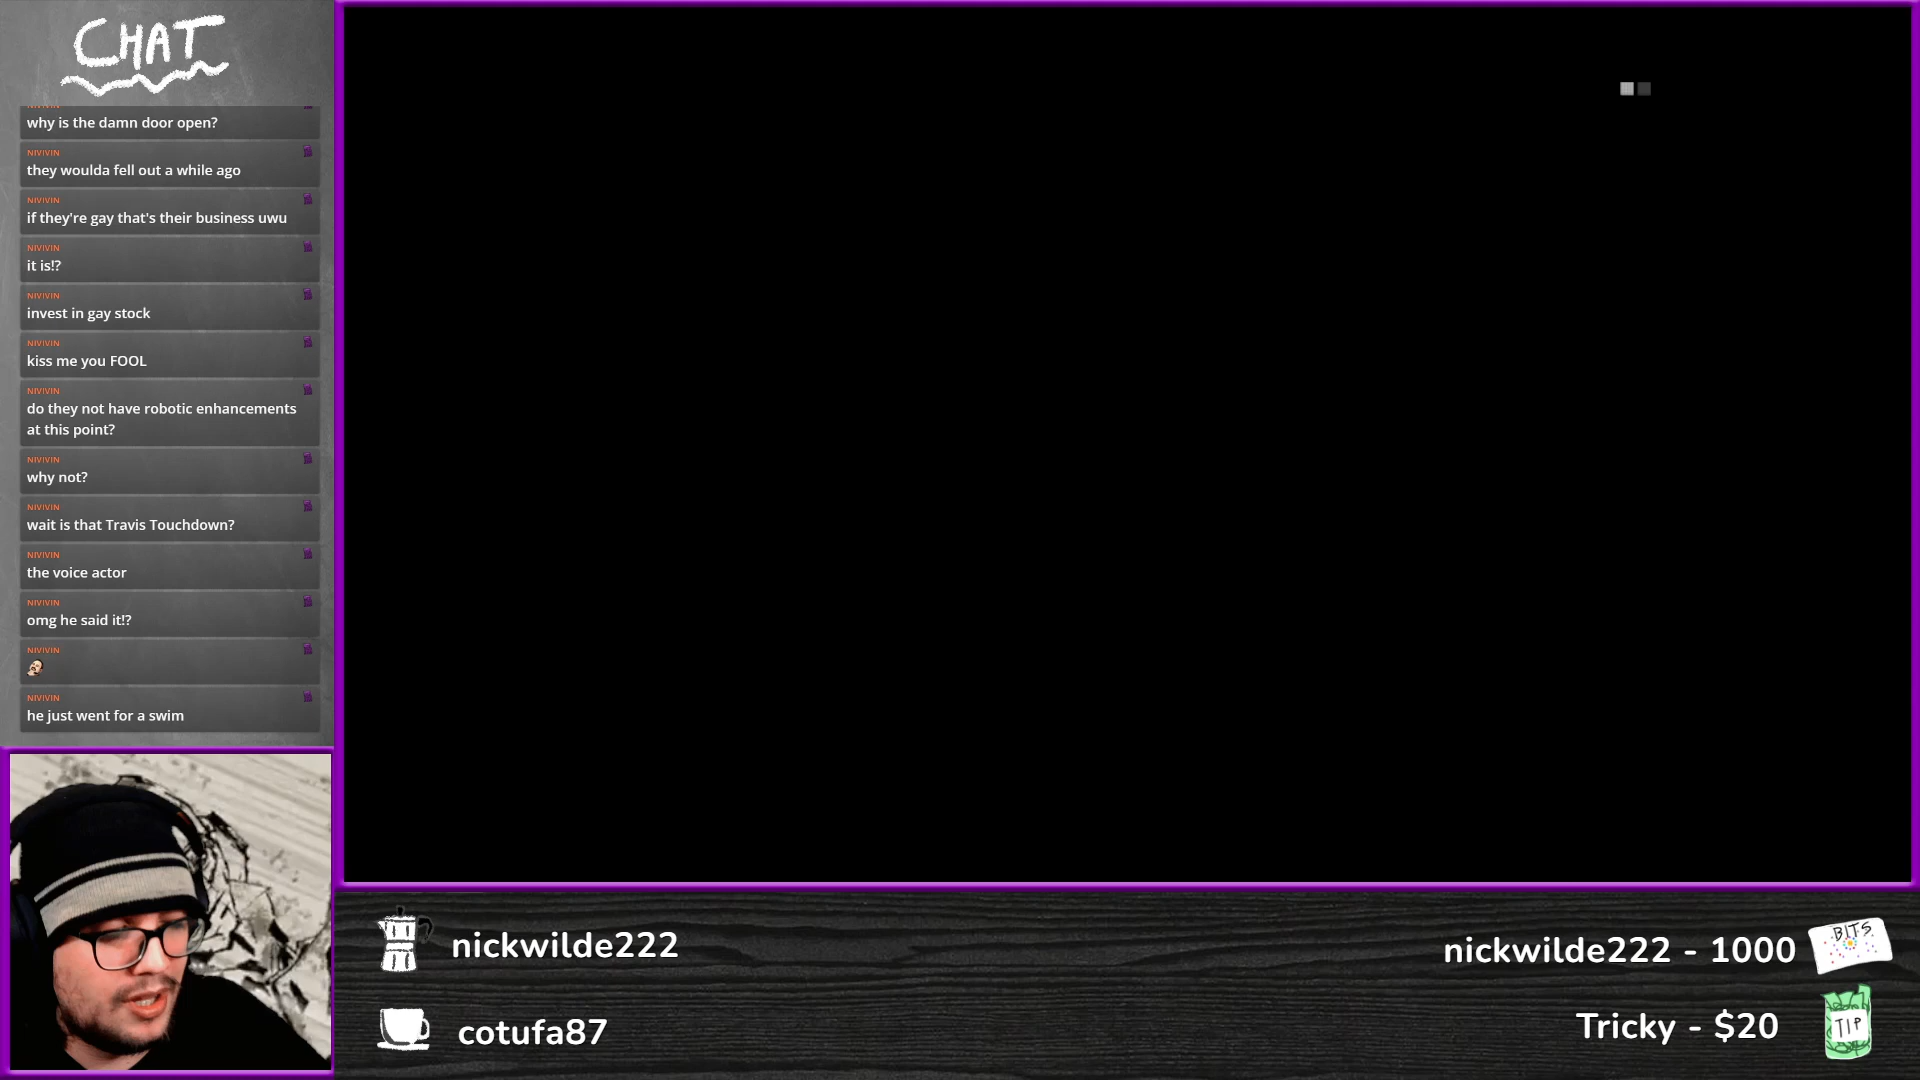 CHAT
NIVIVIN
why is the damn door open?
NIVIVIN
they woulda fell out a while ago
NIVIVIN
if they're gay that's their business uwu
NIVIVIN
it is!?
NIVIVIN
invest in gay stock
NIVIVIN
kiss me you FOOL
NIVIVIN
do they not have robotic enhancements
at this point?
NIVIVIN
why not?
NIVIVIN
wait is that Travis Touchdown?
NIVIVIN
the voice actor
NIVIVIN
omg he said it!?
NIVIVIN
NIVIVIN
he just went for a swim
nickwilde222
cotufa87
nickwilde222 - 1000
BITS
Tricky - $20
TIP